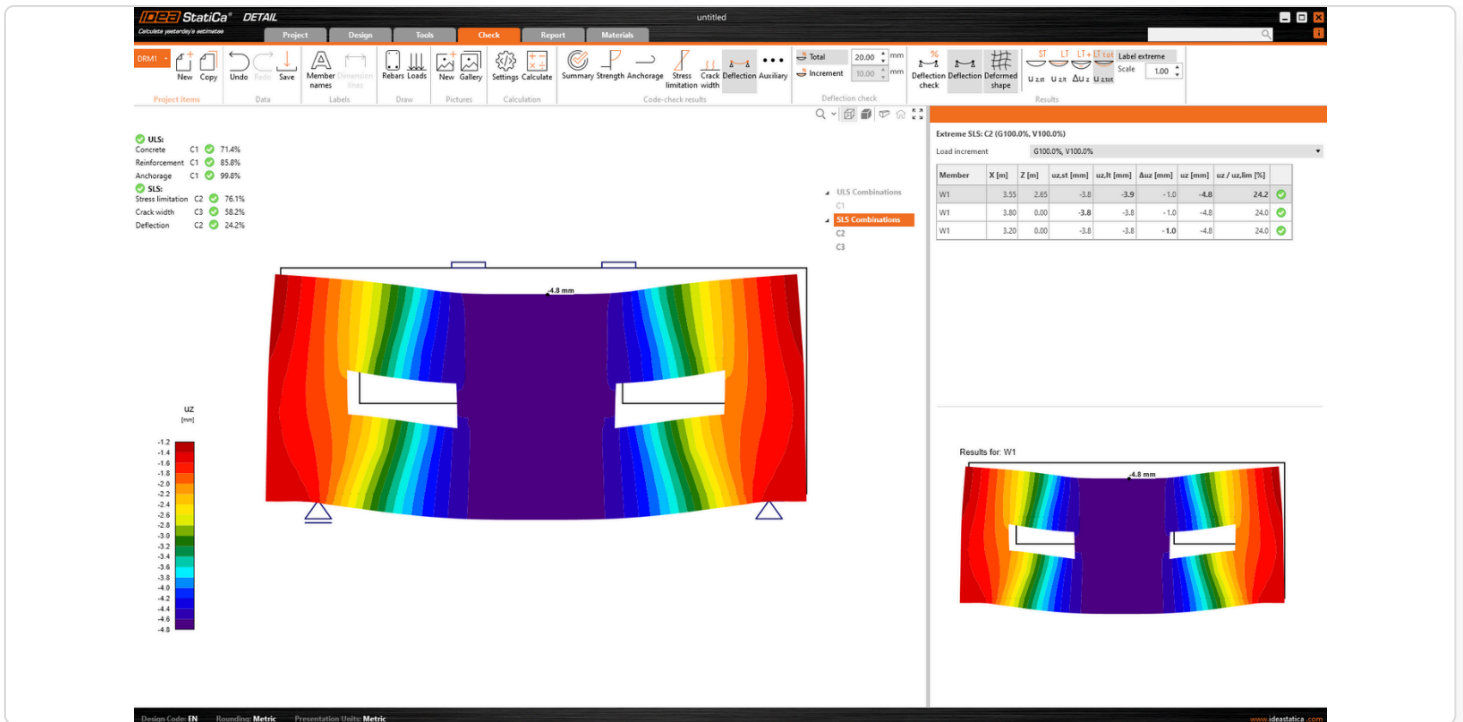 IDEA StatiCa® DETAIL
Calculate yesterday's estimates
untitled
Project Design Tools Check Report Materials
DRM1 New Copy Undo Redo Save Member names Dimension lines Rebars Loads New Gallery Settings Calculate Summary Strength Anchorage Stress limitation Crack width Deflection Auxiliary
Total 20.00 mm
Increment 10.00 mm
Deflection check Deflection Deformed shape
ST LT LT+ LT tot
u z,st u z,lt Δu z u z,tot
Label extreme
Scale 1.00
Project items Data Labels Draw Pictures Calculation Code-check results Deflection check Results
ULS:
Concrete C1 71.4%
Reinforcement C1 85.8%
Anchorage C1 99.8%
SLS:
Stress limitation C2 76.1%
Crack width C3 58.2%
Deflection C2 24.2%
ULS Combinations
C1
SLS Combinations
C2
C3
-4.8 mm
uz
[mm]
-1.2
-1.4
-1.6
-1.8
-2.0
-2.2
-2.4
-2.6
-2.8
-3.0
-3.2
-3.4
-3.6
-3.8
-4.0
-4.2
-4.4
-4.6
-4.8
Extreme SLS: C2 (G100.0%, V100.0%)
Load increment G100.0%, V100.0%
Member X [m] Z [m] uz,st [mm] uz,lt [mm] Δuz [mm] uz [mm] uz / uz,lim [%]
W1 3.55 2.65 -3.8 -3.9 -1.0 -4.8 24.2
W1 3.80 0.00 -3.8 -3.8 -1.0 -4.8 24.0
W1 3.20 0.00 -3.8 -3.8 -1.0 -4.8 24.0
Results for: W1
-4.8 mm
Design Code: EN Rounding: Metric Presentation Units: Metric
www.ideastatica.com